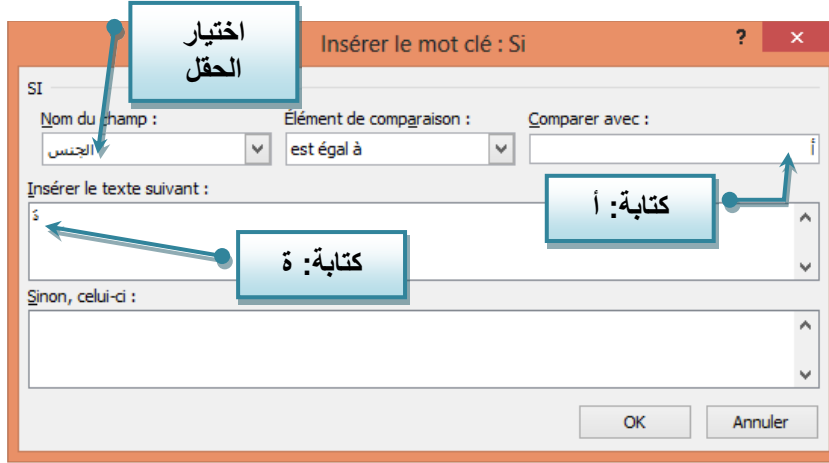 اختيار
الحقل
Insérer le mot clé : Si
?
×
SI
Nom du champ :
Élément de comparaison :
Comparer avec :
الجنس
est égal à
أ
Insérer le texte suivant :
ة
كتابة: أ
كتابة: ة
Sinon, celui-ci :
OK
Annuler